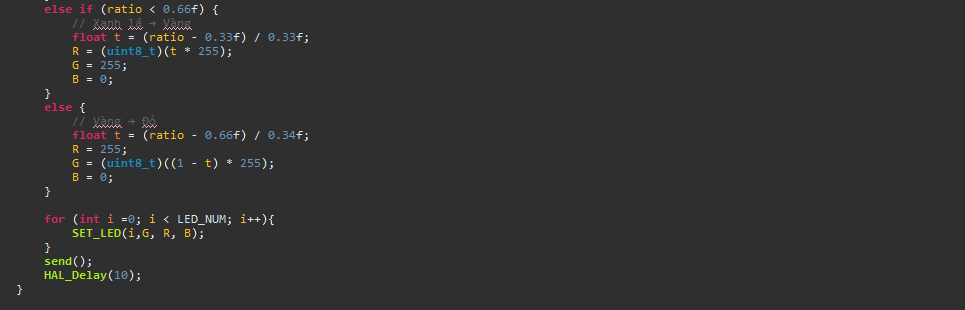 else if (ratio < 0.66f) {
// Xanh lá → Vàng
float t = (ratio - 0.33f) / 0.33f;
R = (uint8_t)(t * 255);
G = 255;
B = 0;
}
else {
// Vàng → Đỏ
float t = (ratio - 0.66f) / 0.34f;
R = 255;
G = (uint8_t)((1 - t) * 255);
B = 0;
}
for (int i =0; i < LED_NUM; i++){
SET_LED(i,G, R, B);
}
send();
HAL_Delay(10);
}